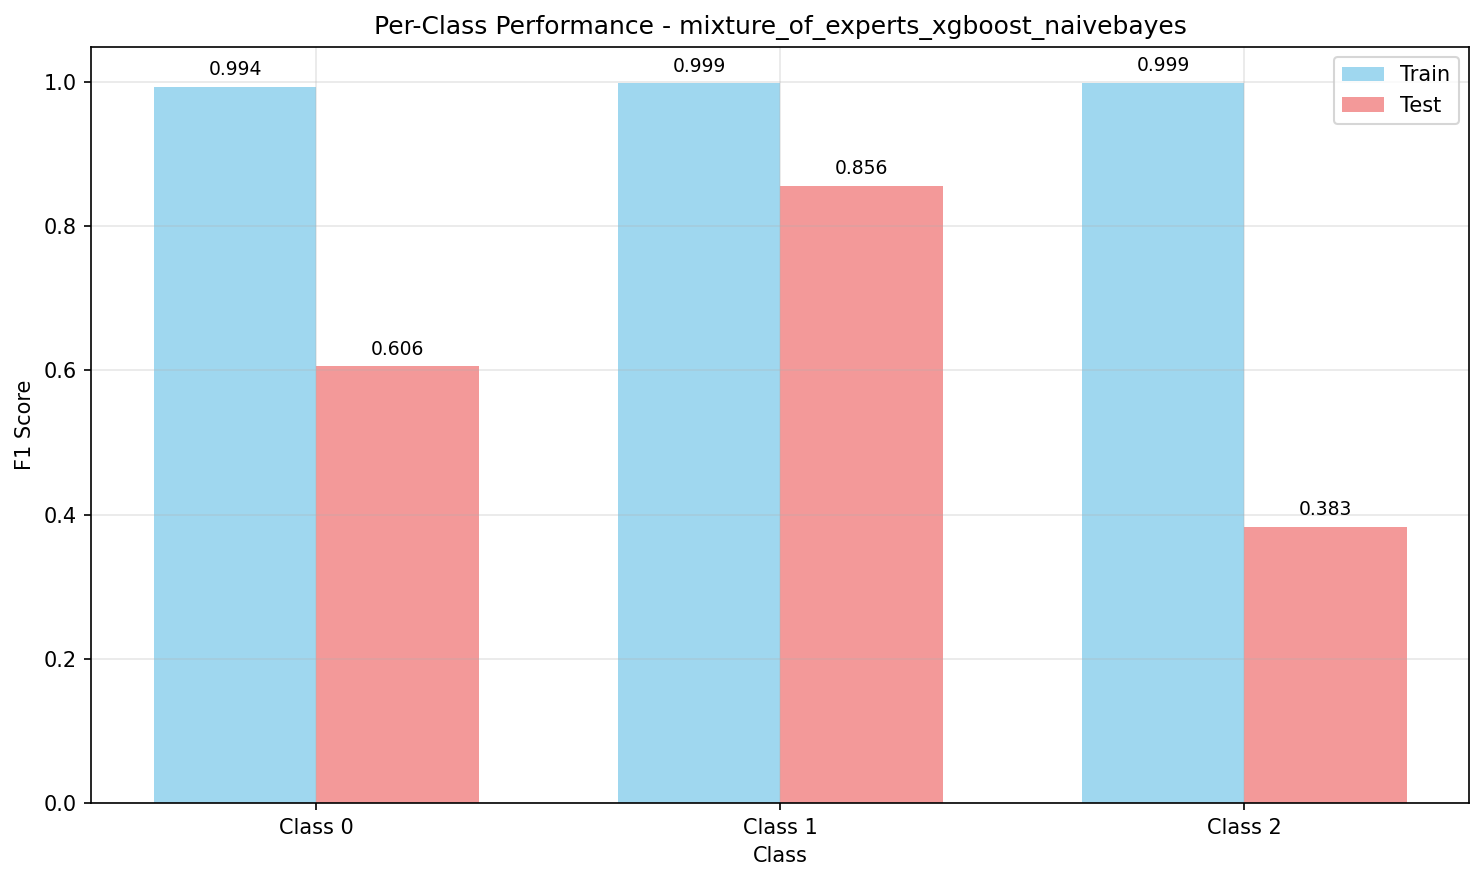 Per-Class Performance - mixture_of_experts_xgboost_naivebayes
0.994
0.999
0.999
Train
Test
0.856
0.606
0.383
1.0
0.8
0.6
0.4
0.2
0.0
F1 Score
Class 0
Class 1
Class 2
Class